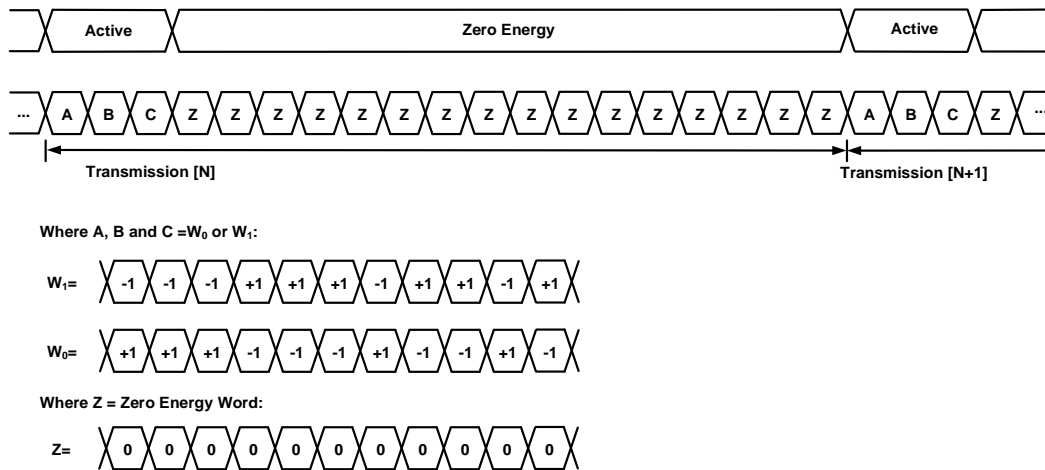 Active Zero Energy Active
... A B C Z Z Z Z Z Z Z Z Z Z Z Z Z Z Z Z A B C Z ...
Transmission [N] Transmission [N+1]
Where A, B and C =W₀ or W₁:
W₁= -1 -1 -1 +1 +1 +1 -1 +1 +1 -1 +1
W₀= +1 +1 +1 -1 -1 -1 +1 -1 -1 +1 -1
Where Z = Zero Energy Word:
Z= 0 0 0 0 0 0 0 0 0 0 0